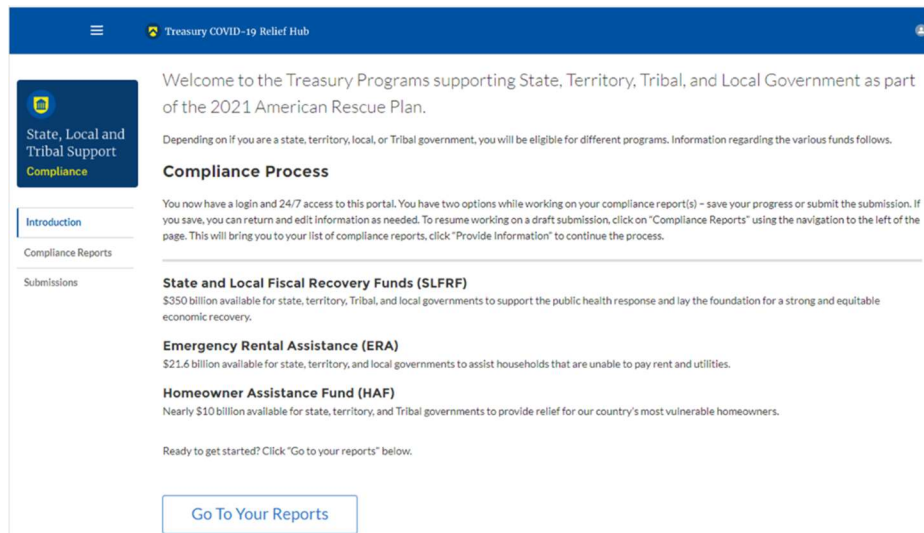 Treasury COVID-19 Relief Hub
State, Local and
Tribal Support
Compliance
Introduction
Compliance Reports
Submissions
Welcome to the Treasury Programs supporting State, Territory, Tribal, and Local Government as part
of the 2021 American Rescue Plan.
Depending on if you are a state, territory, local, or Tribal government, you will be eligible for different programs. Information regarding the various funds follows.
Compliance Process
You now have a login and 24/7 access to this portal. You have two options while working on your compliance report(s) – save your progress or submit the submission. If
you save, you can return and edit information as needed. To resume working on a draft submission, click on "Compliance Reports" using the navigation to the left of the
page. This will bring you to your list of compliance reports, click "Provide Information" to continue the process.
State and Local Fiscal Recovery Funds (SLFRF)
$350 billion available for state, territory, Tribal, and local governments to support the public health response and lay the foundation for a strong and equitable
economic recovery.
Emergency Rental Assistance (ERA)
$21.6 billion available for state, territory, and local governments to assist households that are unable to pay rent and utilities.
Homeowner Assistance Fund (HAF)
Nearly $10 billion available for state, territory, and Tribal governments to provide relief for our country's most vulnerable homeowners.
Ready to get started? Click "Go to your reports" below.
Go To Your Reports